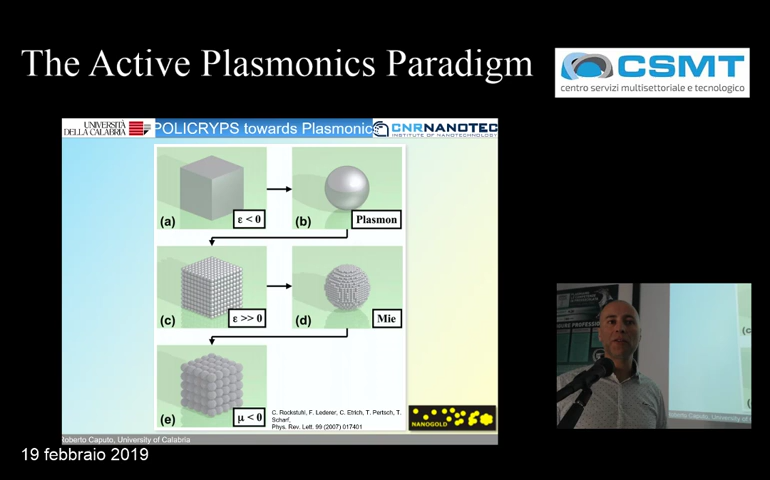 The Active Plasmonics Paradigm
CSMT
centro servizi multisettoriale e tecnologico
UNIVERSITÀ
DELLA CALABRIA
POLICRYPS towards Plasmonics
CNRNANOTEC
INSTITUTE OF NANOTECHNOLOGY
(a)
ε < 0
(b)
Plasmon
(c)
ε >> 0
(d)
Mie
(e)
μ < 0
C. Rockstuhl, F. Lederer, C. Etrich, T. Pertsch, T.
Scharf,
Phys. Rev. Lett. 99 (2007) 017401
NANOGOLD
Roberto Caputo, University of Calabria
19 febbraio 2019